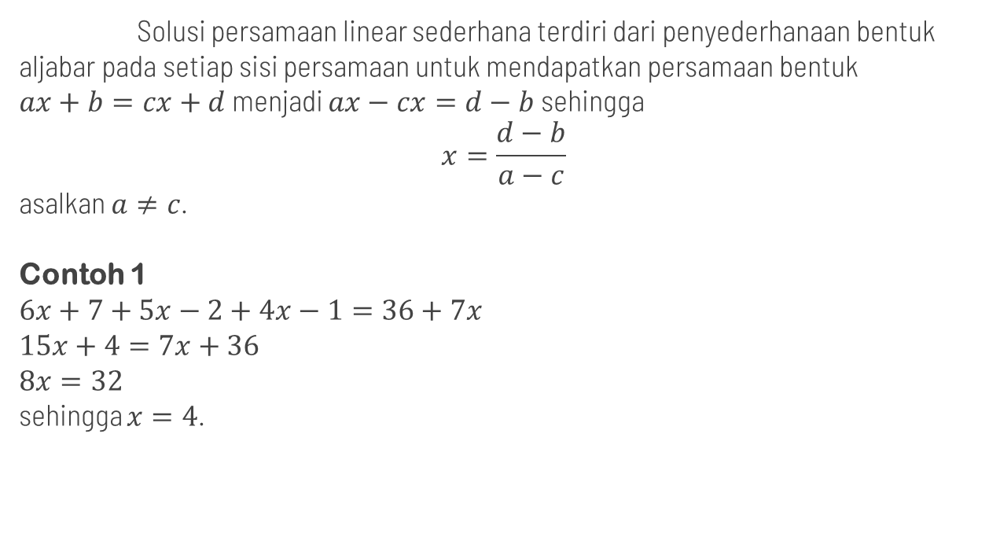 Solusi persamaan linear sederhana terdiri dari penyederhanaan bentuk
aljabar pada setiap sisi persamaan untuk mendapatkan persamaan bentuk
ax + b = cx + d menjadi ax − cx = d − b sehingga
x = \frac{d − b}{a − c}
asalkan a ≠ c.
Contoh 1
6x + 7 + 5x − 2 + 4x − 1 = 36 + 7x
15x + 4 = 7x + 36
8x = 32
sehingga x = 4.